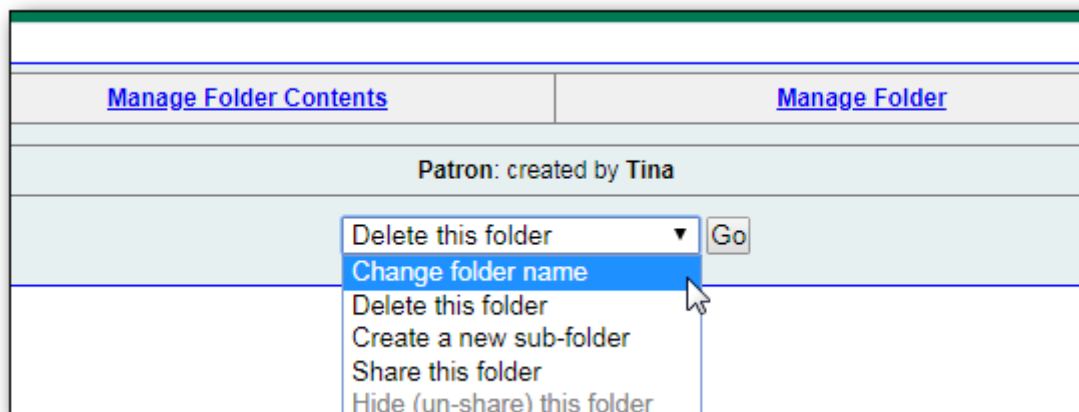 Manage Folder Contents Manage Folder
Patron: created by Tina
Delete this folder Go
Change folder name
Delete this folder
Create a new sub-folder
Share this folder
Hide (un-share) this folder